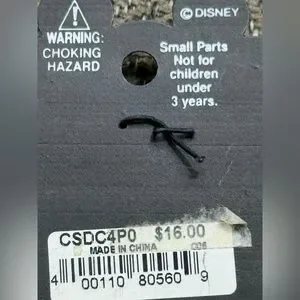 © DISNEY
WARNING:
CHOKING
HAZARD
Small Parts
Not for
children
under
3 years.
CSDC4P0 $16.00
MADE IN CHINA C06
4 00110 80560 9